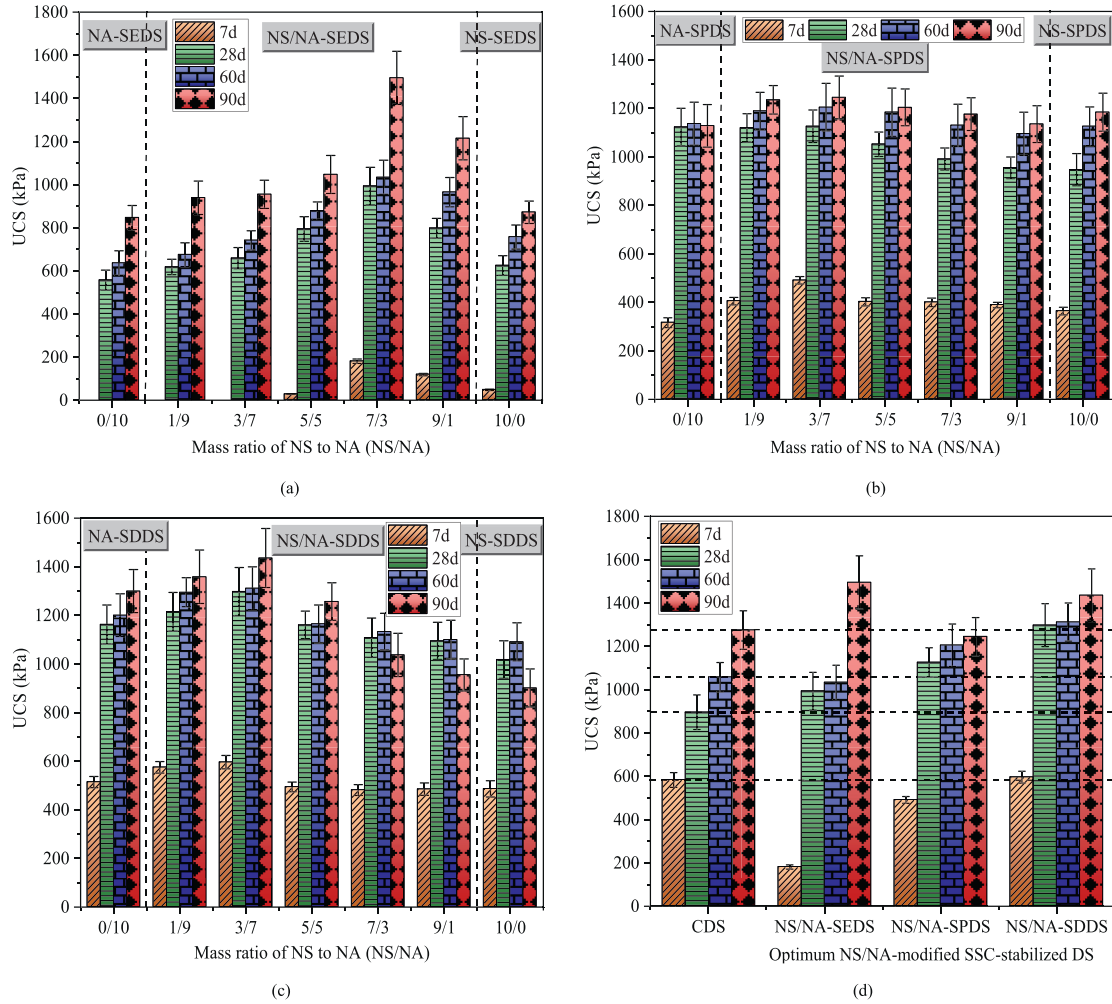 1800
1600
1400
1200
1000
800
600
400
200
0
UCS (kPa)
NA-SEDS
NS/NA-SEDS
NS-SEDS
7d
28d
60d
90d
0/10 1/9 3/7 5/5 7/3 9/1 10/0
Mass ratio of NS to NA (NS/NA)
(a)
1600
1400
1200
1000
800
600
400
200
0
UCS (kPa)
NA-SPDS
7d 28d 60d 90d
NS-SPDS
NS/NA-SPDS
0/10 1/9 3/7 5/5 7/3 9/1 10/0
Mass ratio of NS to NA (NS/NA)
(b)
1600
1400
1200
1000
800
600
400
200
0
UCS (kPa)
NA-SDDS
NS/NA-SDDS
NS-SDDS
7d
28d
60d
90d
0/10 1/9 3/7 5/5 7/3 9/1 10/0
Mass ratio of NS to NA (NS/NA)
(c)
1800
1600
1400
1200
1000
800
600
400
200
0
UCS (kPa)
7d
28d
60d
90d
CDS NS/NA-SEDS NS/NA-SPDS NS/NA-SDDS
Optimum NS/NA-modified SSC-stabilized DS
(d)